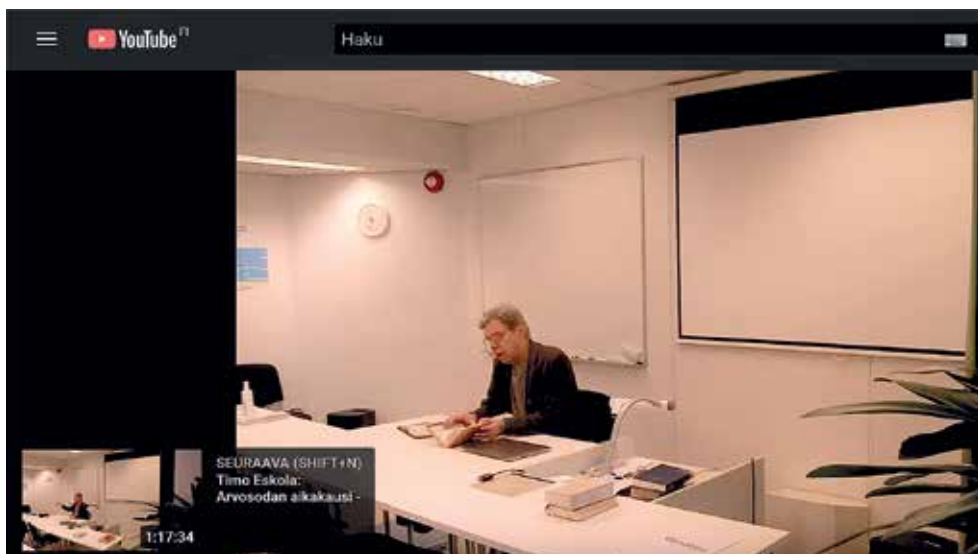 YouTube FI
Haku
SEURAAVA (SHIFT+N)
Timo Eskola:
Arvosodan aikakausi -
1:17:34